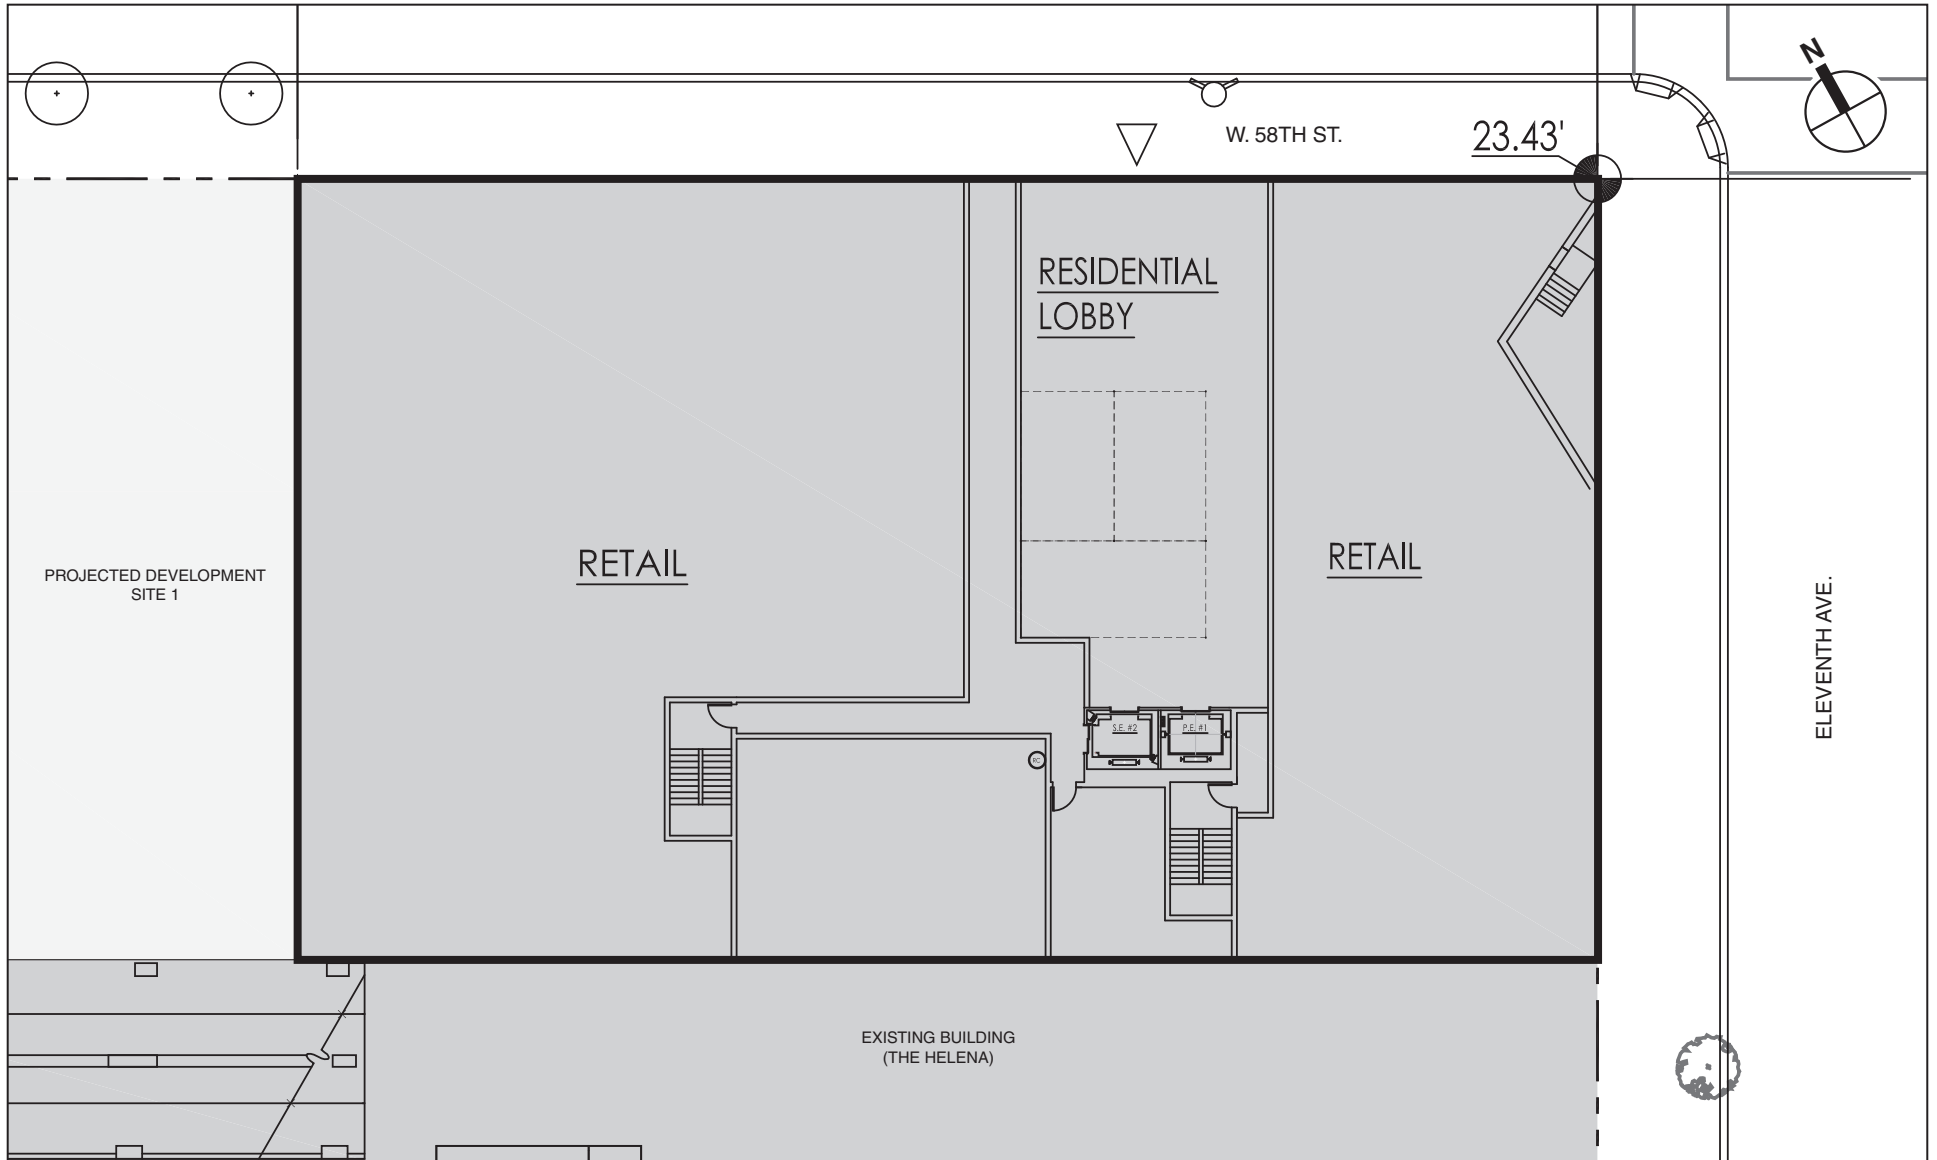 N
W. 58TH ST.
23.43'
RESIDENTIAL
LOBBY
RETAIL
RETAIL
PROJECTED DEVELOPMENT
SITE 1
ELEVENTH AVE.
S.E. #2
P.E. #1
RC
EXISTING BUILDING
(THE HELENA)